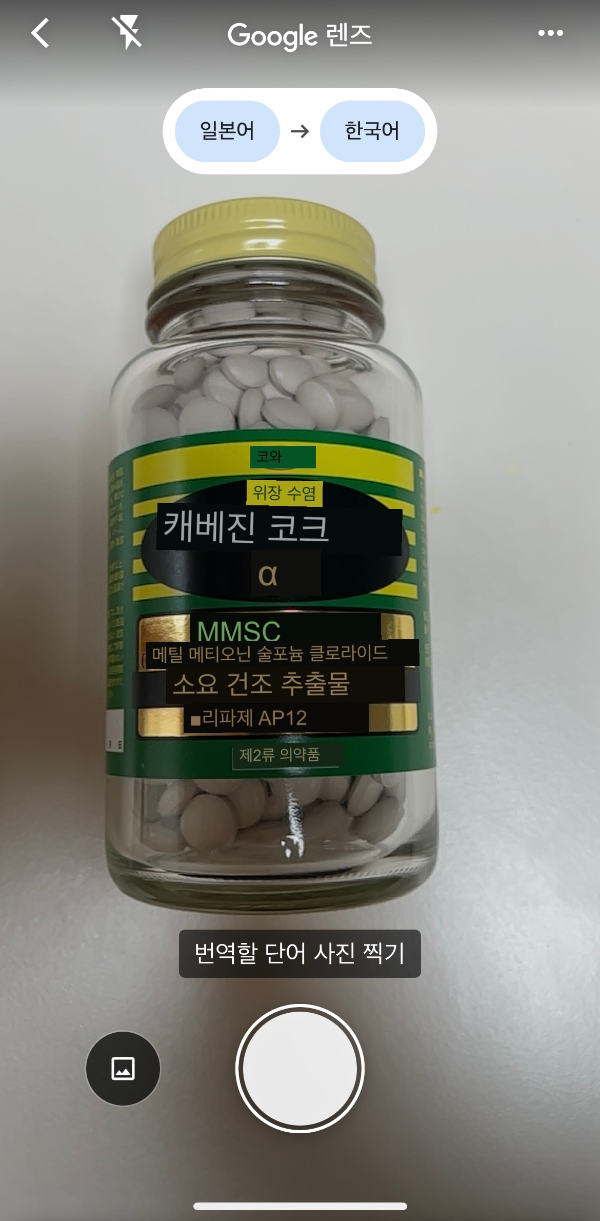 Google 렌즈
일본어 → 한국어
코와
위장 수염
캐베진 코크
α
MMSC
메틸 메티오닌 술포늄 클로라이드
소요 건조 추출물
■리파제 AP12
제2류 의약품
번역할 단어 사진 찍기